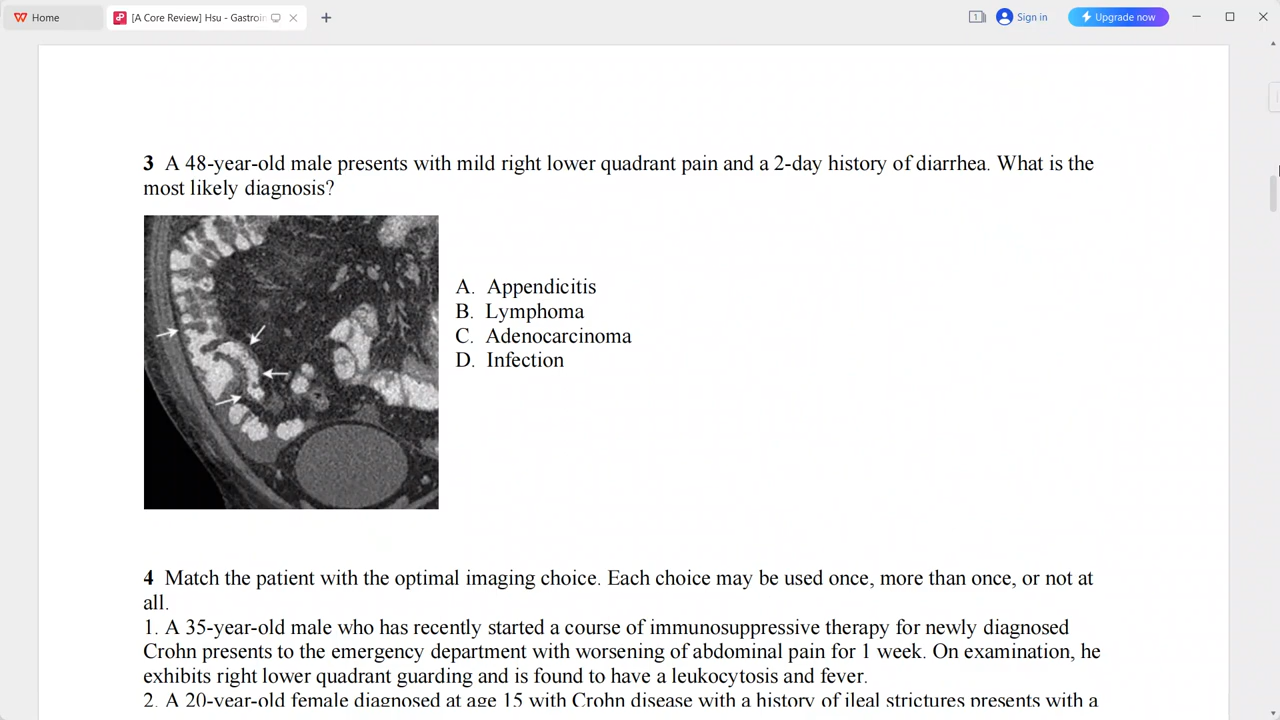 Home
[A Core Review] Hsu - Gastroin
Sign in
Upgrade now
3 A 48-year-old male presents with mild right lower quadrant pain and a 2-day history of diarrhea. What is the
most likely diagnosis?
A. Appendicitis
B. Lymphoma
C. Adenocarcinoma
D. Infection
4 Match the patient with the optimal imaging choice. Each choice may be used once, more than once, or not at
all.
1. A 35-year-old male who has recently started a course of immunosuppressive therapy for newly diagnosed
Crohn presents to the emergency department with worsening of abdominal pain for 1 week. On examination, he
exhibits right lower quadrant guarding and is found to have a leukocytosis and fever.
2. A 20-year-old female diagnosed at age 15 with Crohn disease with a history of ileal strictures presents with a